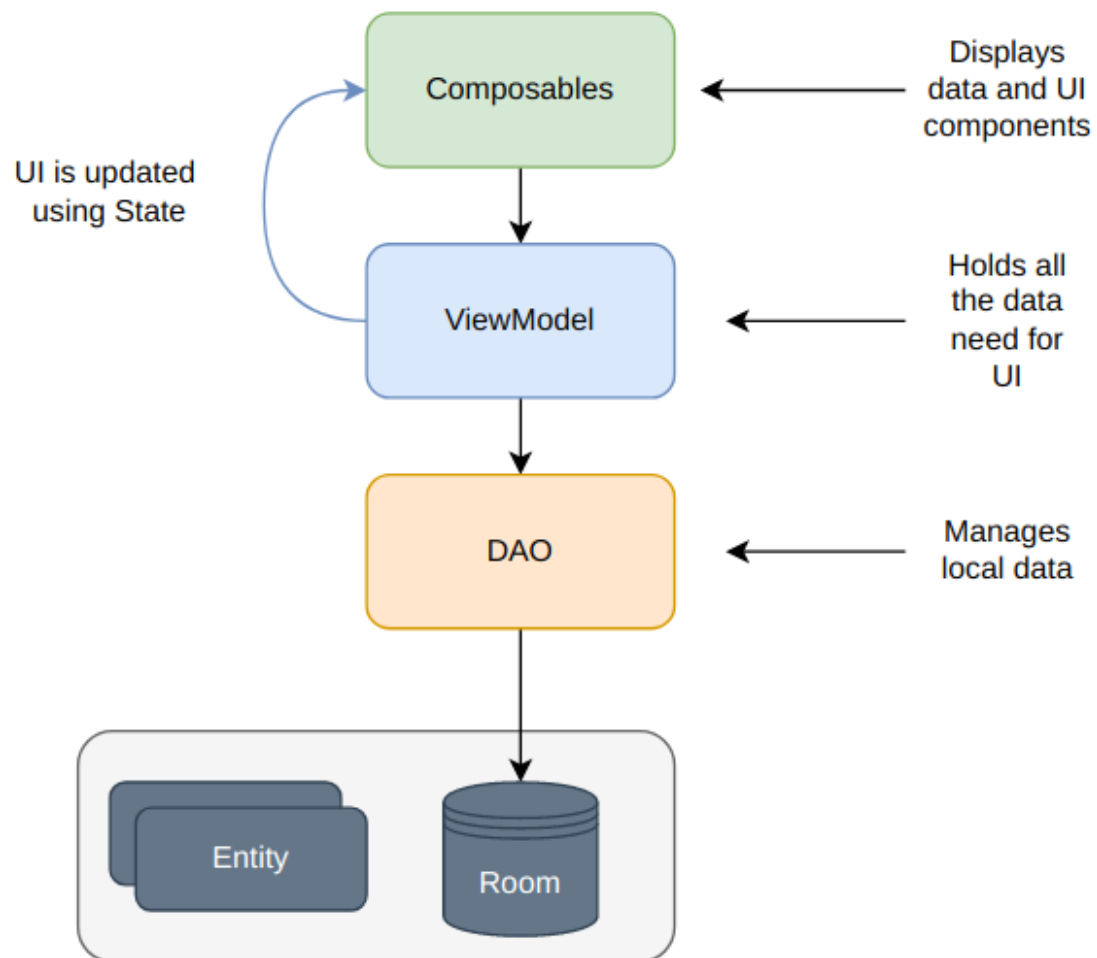 Composables
Displays
data and UI
components
UI is updated
using State
ViewModel
Holds all
the data
need for
UI
DAO
Manages
local data
Entity
Room